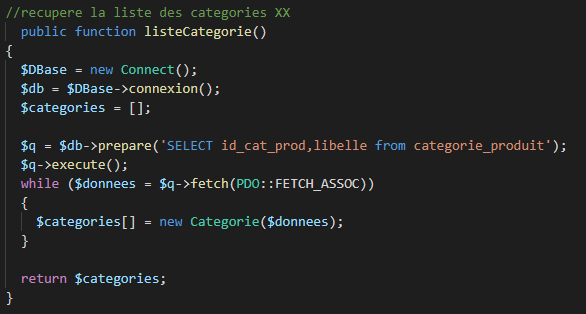 //recupere la liste des categories XX
public function listeCategorie()
{
$DBase = new Connect();
$db = $DBase->connexion();
$categories = [];
$q = $db->prepare('SELECT id_cat_prod,libelle from categorie_produit');
$q->execute();
while ($donnees = $q->fetch(PDO::FETCH_ASSOC))
{
$categories[] = new Categorie($donnees);
}
return $categories;
}